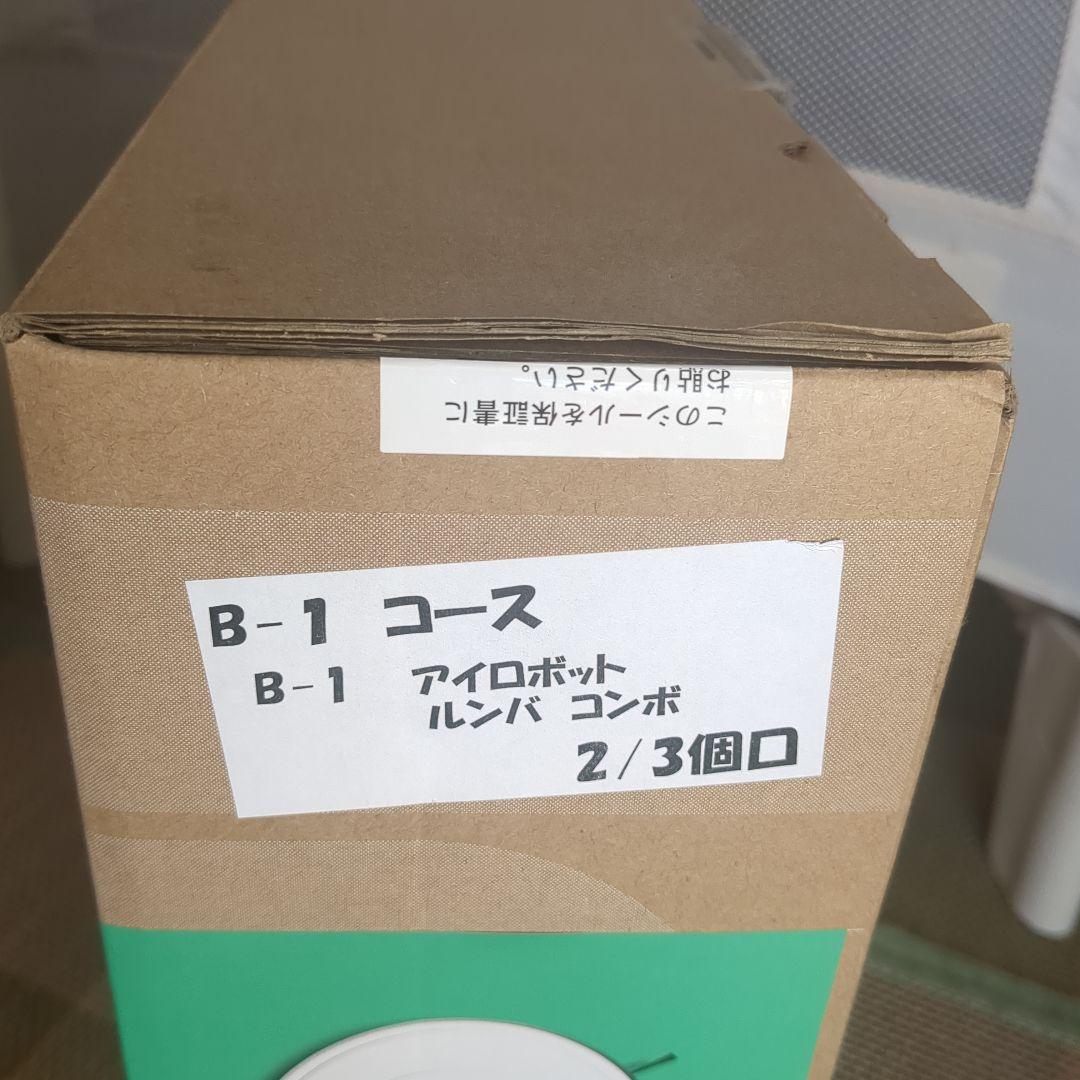 このシールを保証書に
お貼りください。
B-1 コース
B-1 アイロボット
ルンバ コンボ
2/3個口